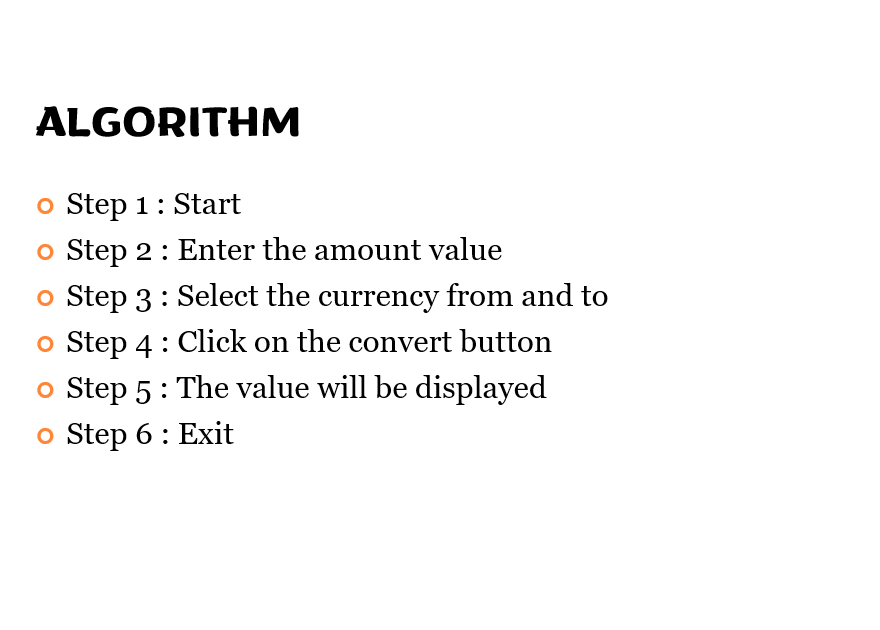 ALGORITHM
Step 1 : Start
Step 2 : Enter the amount value
Step 3 : Select the currency from and to
Step 4 : Click on the convert button
Step 5 : The value will be displayed
Step 6 : Exit